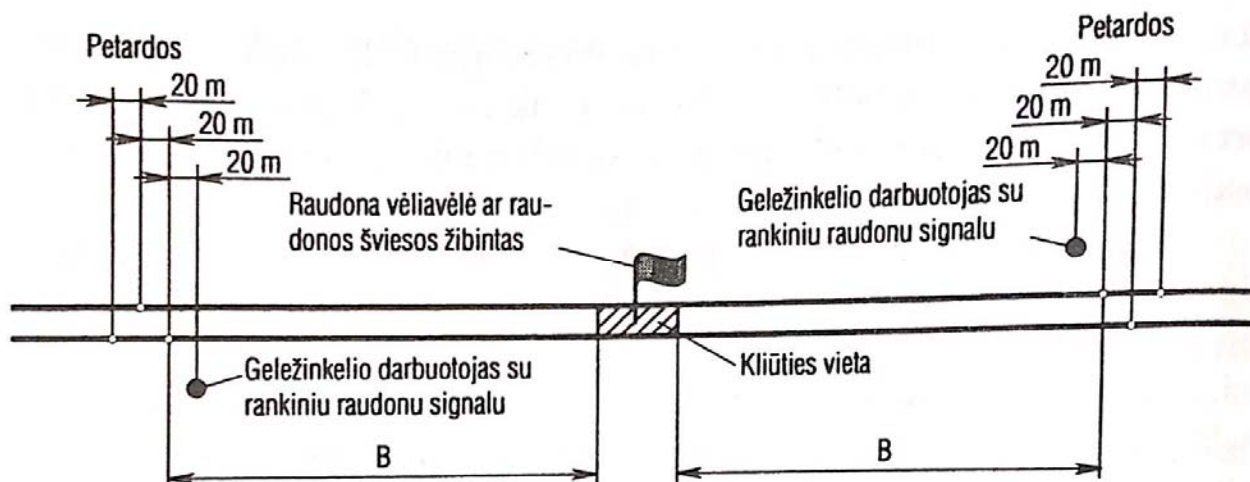 Petardos
20 m
20 m
20 m
Raudona vėliavėlė ar rau-
donos šviesos žibintas
Geležinkelio darbuotojas su
rankiniu raudonu signalu
B
Petardos
20 m
20 m
20 m
Geležinkelio darbuotojas su
rankiniu raudonu signalu
Kliūties vieta
B